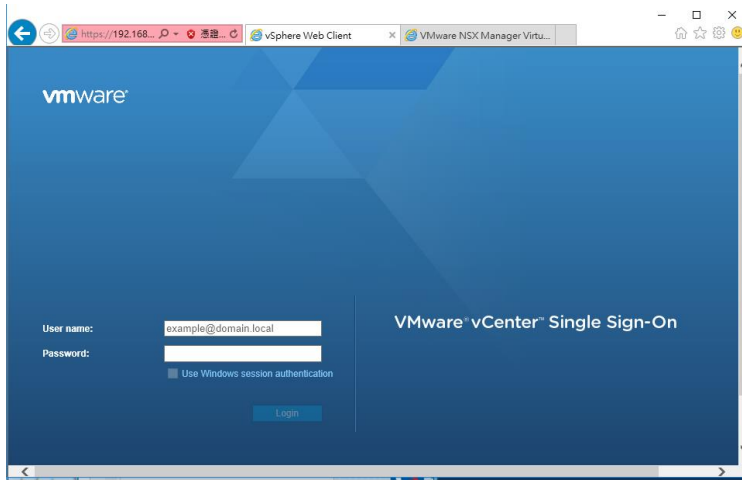 https://192.168... 憑證... vSphere Web Client VMware NSX Manager Virtu...
vmware®
User name: example@domain.local
VMware® vCenter™ Single Sign-On
Password:
Use Windows session authentication
Login